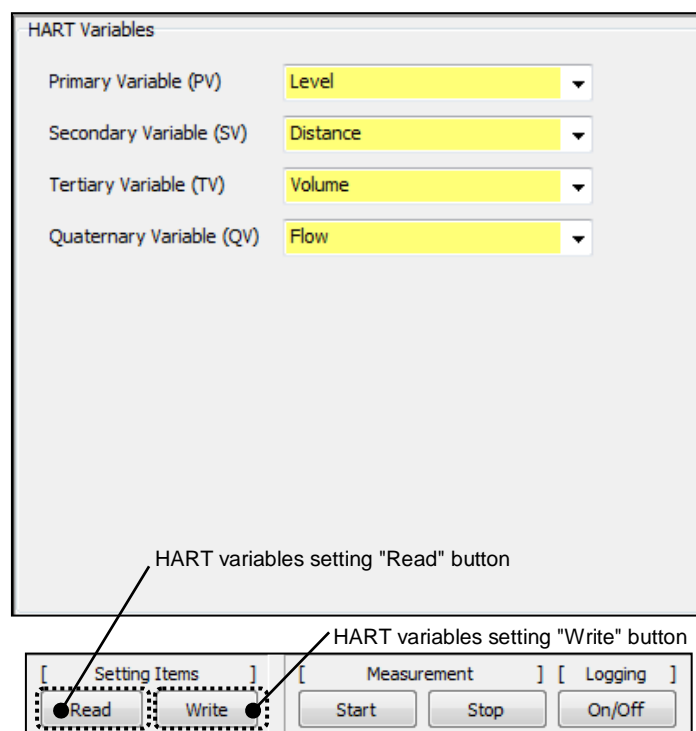 HART Variables
Primary Variable (PV) Level
Secondary Variable (SV) Distance
Tertiary Variable (TV) Volume
Quaternary Variable (QV) Flow
HART variables setting "Read" button
HART variables setting "Write" button
[ Setting Items ] [ Measurement ] [ Logging ]
Read Write Start Stop On/Off